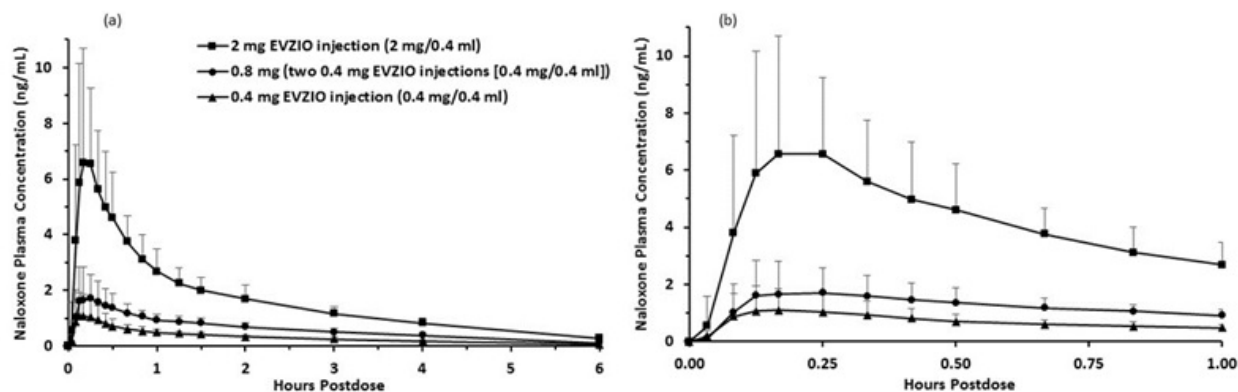 (a)
Naloxone Plasma Concentration (ng/mL)
10
8
6
4
2
0
2 mg EVZIO injection (2 mg/0.4 ml)
0.8 mg (two 0.4 mg EVZIO injections [0.4 mg/0.4 ml])
0.4 mg EVZIO injection (0.4 mg/0.4 ml)
0 1 2 3 4 5 6
Hours Postdose
(b)
Naloxone Plasma Concentration (ng/mL)
10
8
6
4
2
0
0.00 0.25 0.50 0.75 1.00
Hours Postdose